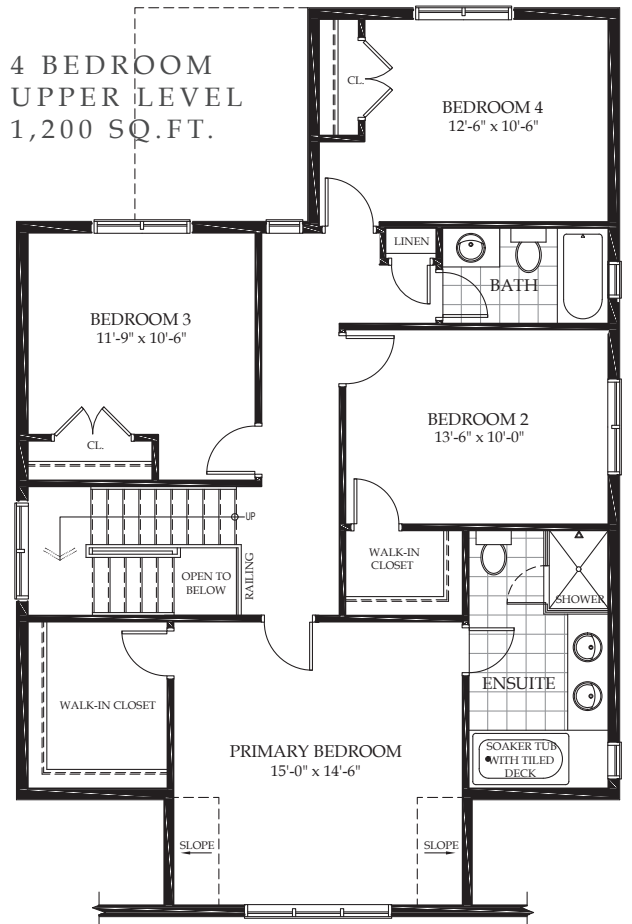 4 BEDROOM
UPPER LEVEL
1,200 SQ.FT.
CL.
BEDROOM 4
12'-6" x 10'-6"
LINEN
BATH
BEDROOM 3
11'-9" x 10'-6"
CL.
BEDROOM 2
13'-6" x 10'-0"
UP
WALK-IN
CLOSET
OPEN TO
BELOW
RAILING
SHOWER
WALK-IN CLOSET
ENSUITE
PRIMARY BEDROOM
15'-0" x 14'-6"
SOAKER TUB
WITH TILED
DECK
SLOPE
SLOPE